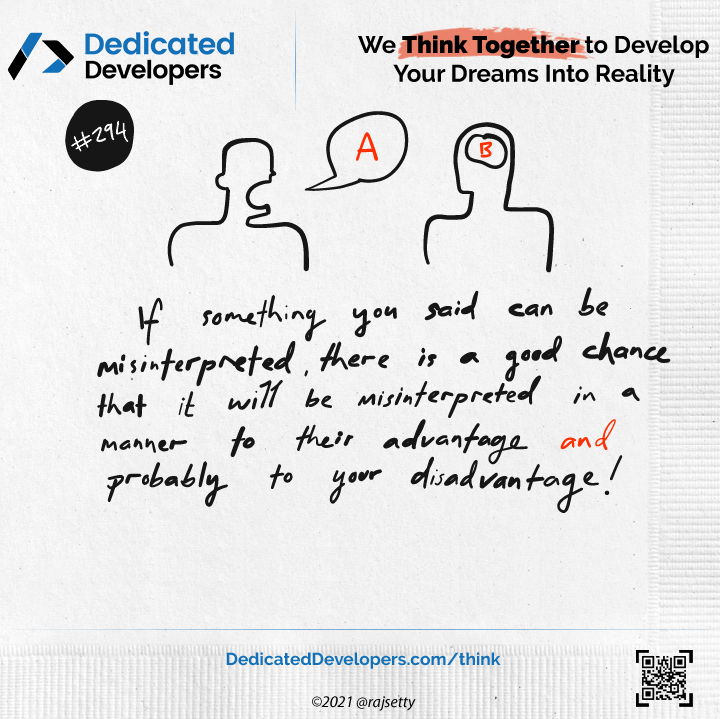 Dedicated
Developers
We Think Together to Develop
Your Dreams Into Reality
#294
A
B
If something you said can be
misinterpreted, there is a good chance
that it will be misinterpreted in a
manner to their advantage and
probably to your disadvantage!
DedicatedDevelopers.com/think
©2021 @rajsetty